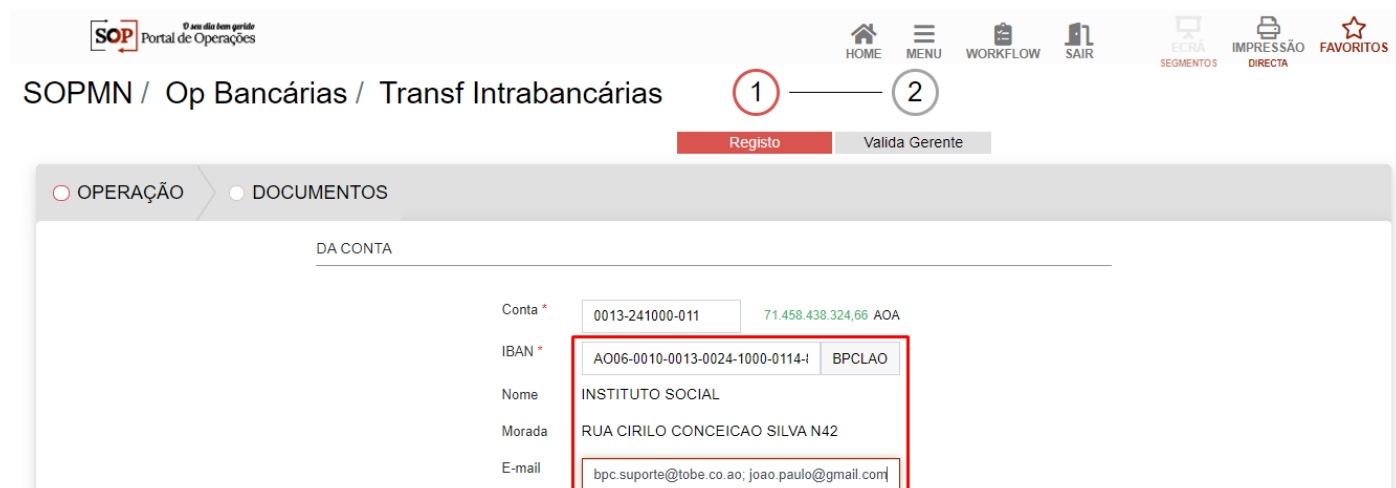 O seu dia bem gerido
SOP Portal de Operações
HOME MENU WORKFLOW SAIR ECRÃ SEGMENTOS IMPRESSÃO DIRECTA FAVORITOS
SOPMN / Op Bancárias / Transf Intrabancárias 1 2
Registo Valida Gerente
OPERAÇÃO DOCUMENTOS
DA CONTA
Conta * 0013-241000-011 71.458.438.324,66 AOA
IBAN * AO06-0010-0013-0024-1000-0114- BPCLAO
Nome INSTITUTO SOCIAL
Morada RUA CIRILO CONCEICAO SILVA N42
E-mail bpc.suporte@tobe.co.ao; joao.paulo@gmail.com